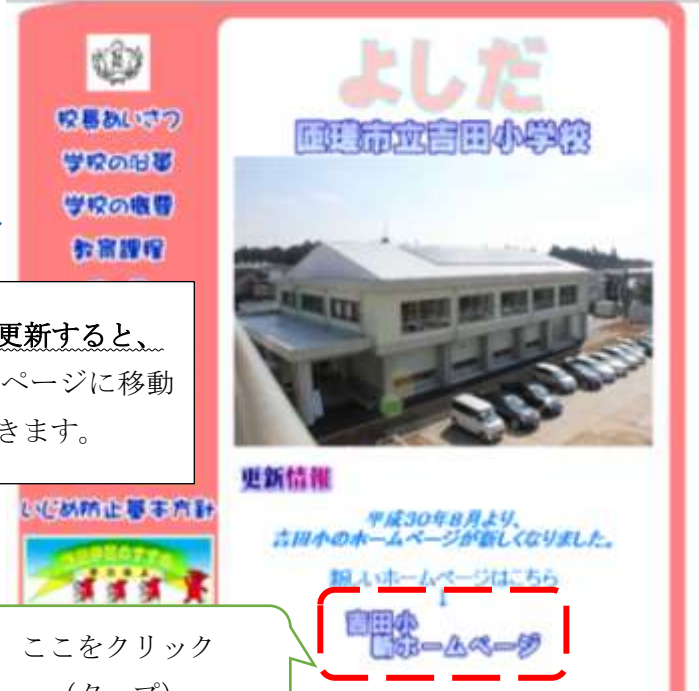 よしだ
匝瑳市立吉田小学校
校長あいさつ
学校の沿革
学校の概要
教育課程
更新すると、
ページに移動
きます。
いじめ防止基本方針
更新情報
平成30年8月より、
吉田小のホームページが新しくなりました。
新しいホームページはこちら
↓
吉田小
新ホームページ
ここをクリック
(タップ)